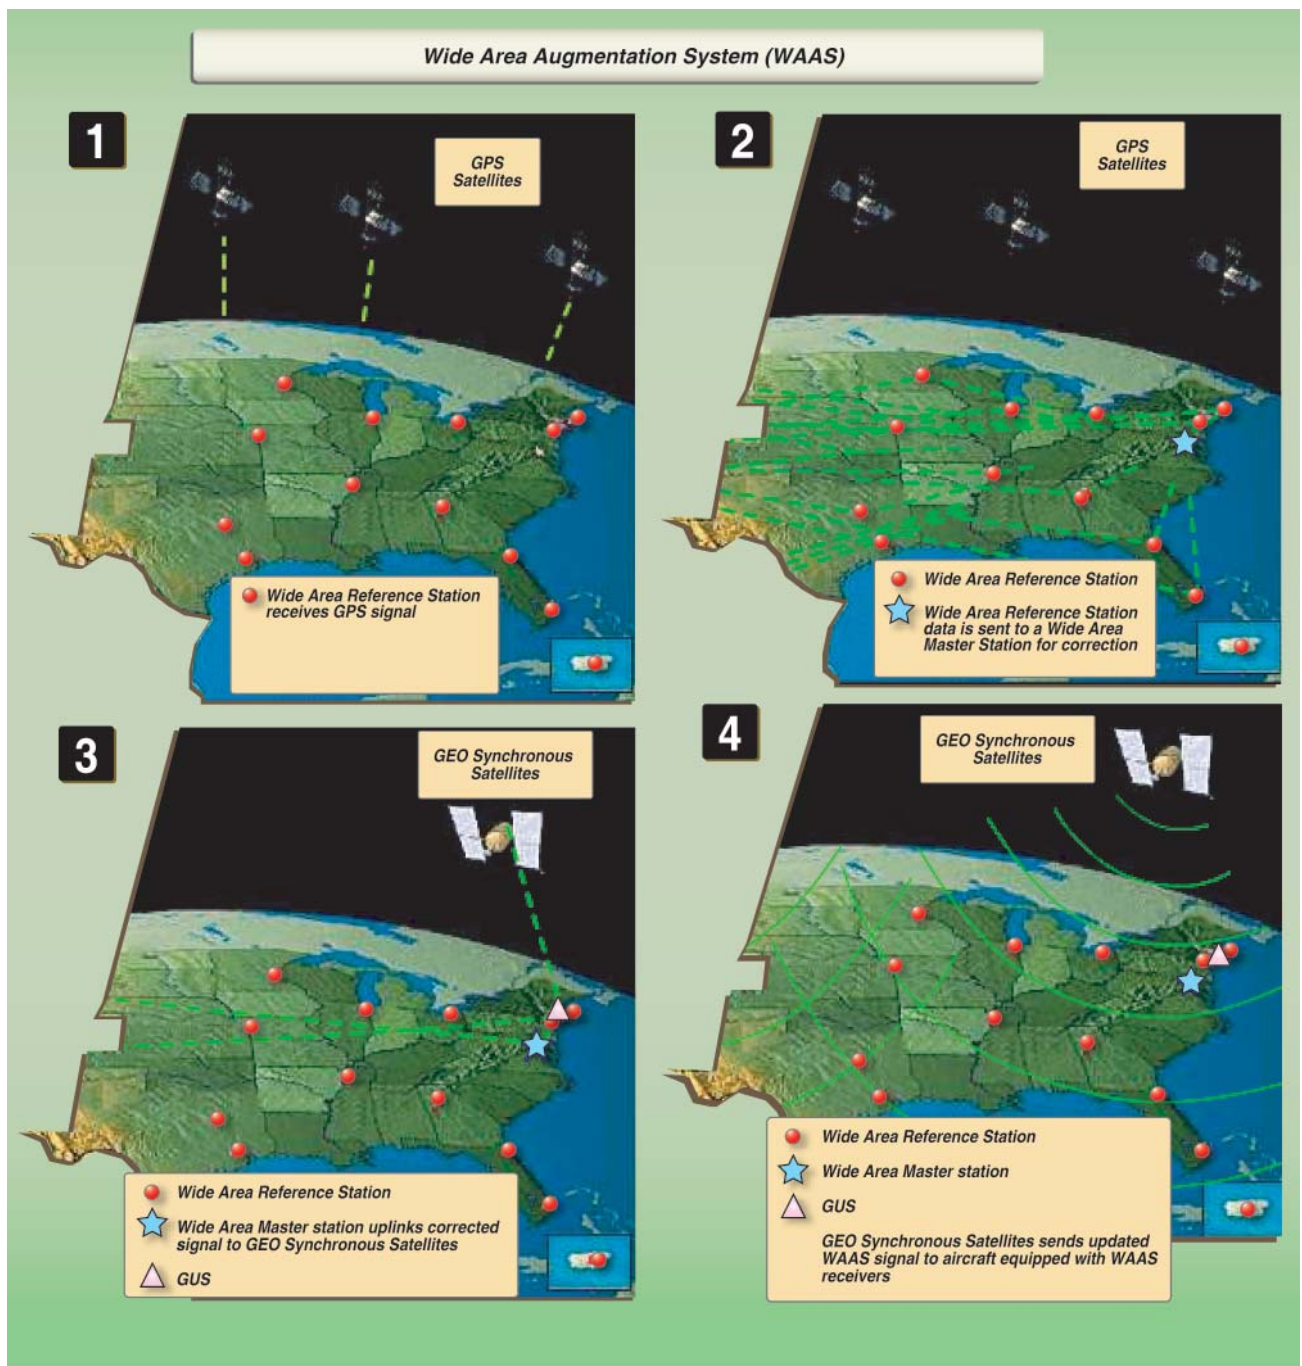 Wide Area Augmentation System (WAAS)
1
GPS
Satellites
Wide Area Reference Station
receives GPS signal
2
GPS
Satellites
Wide Area Reference Station
Wide Area Reference Station
data is sent to a Wide Area
Master Station for correction
3
GEO Synchronous
Satellites
Wide Area Reference Station
Wide Area Master station uplinks corrected
signal to GEO Synchronous Satellites
GUS
4
GEO Synchronous
Satellites
Wide Area Reference Station
Wide Area Master station
GUS
GEO Synchronous Satellites sends updated
WAAS signal to aircraft equipped with WAAS
receivers